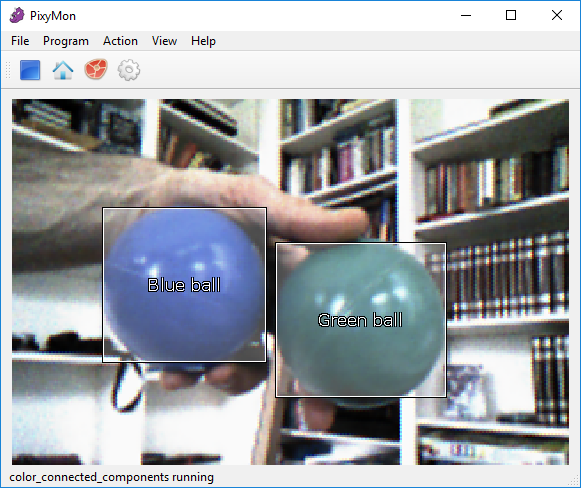 PixyMon
File Program Action View Help
Blue ball
Green ball
color_connected_components running